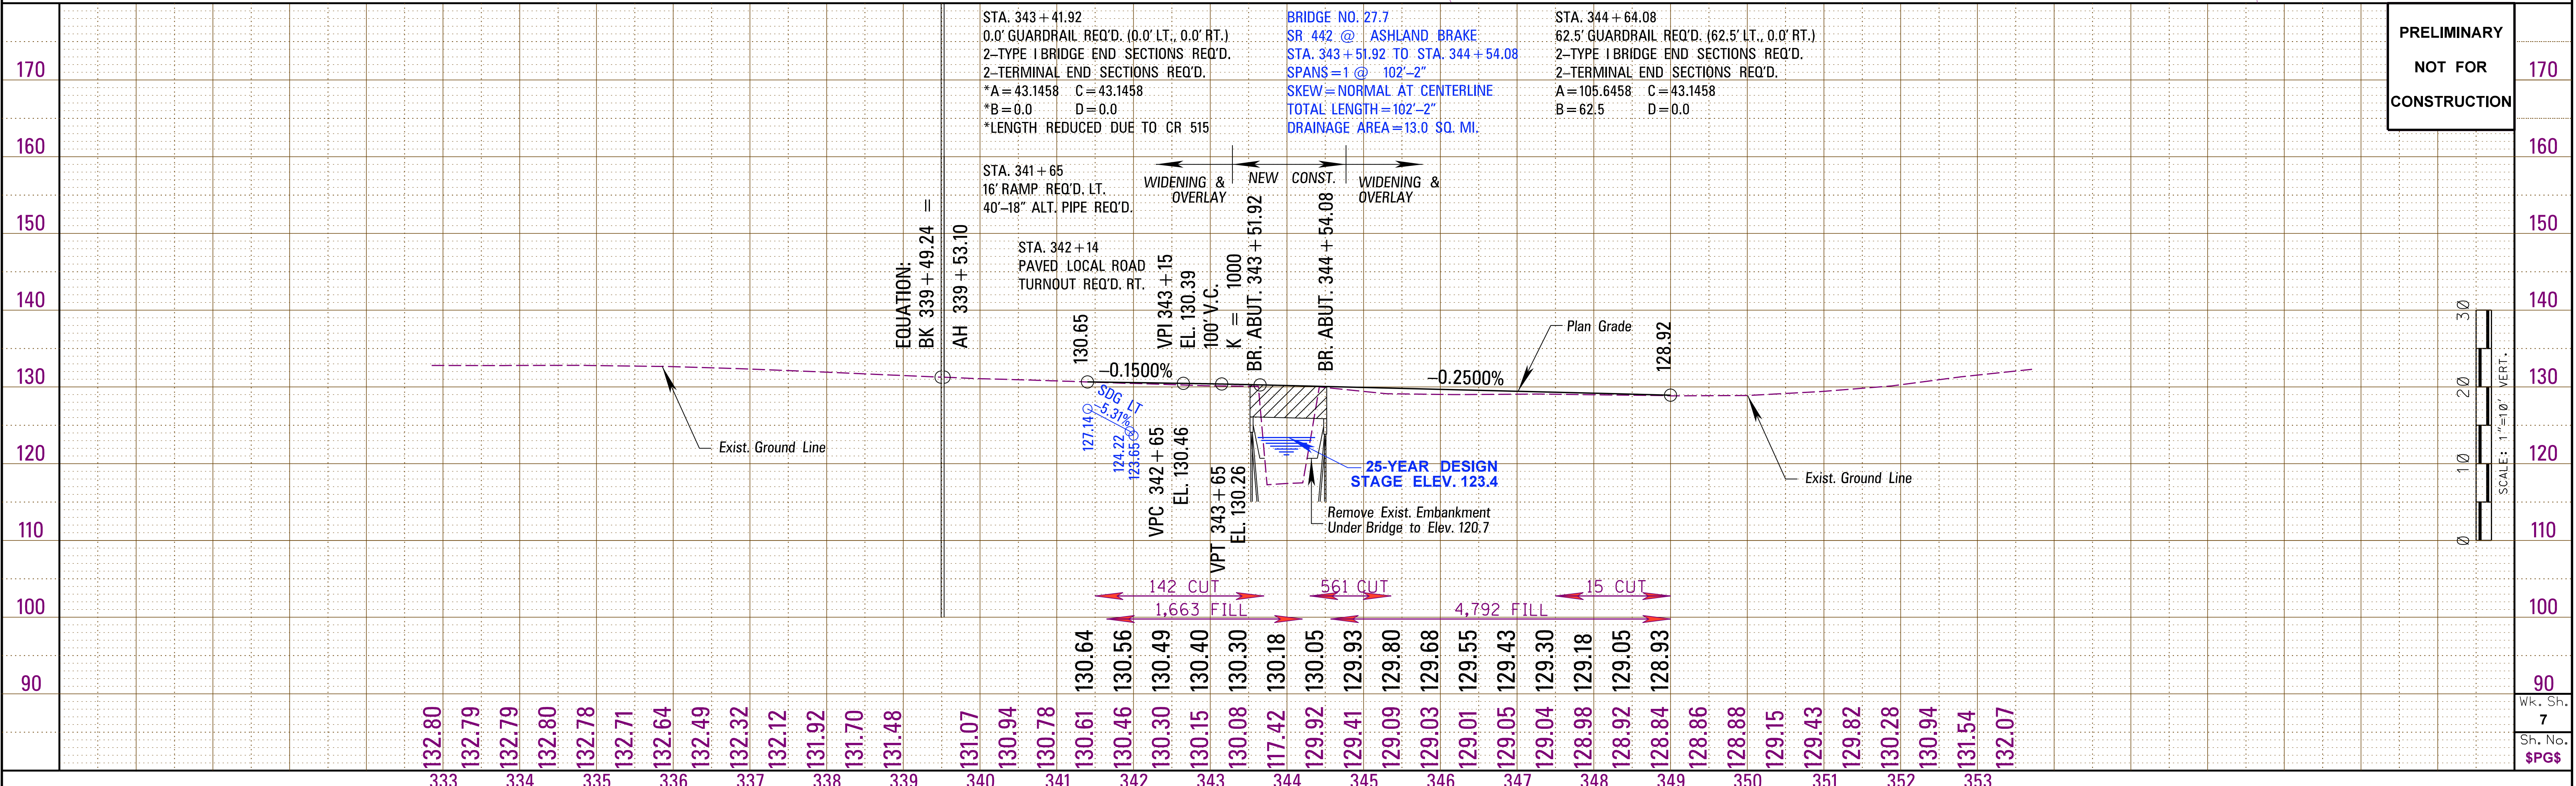 STA. 343+41.92
0.0' GUARDRAIL REQ'D. (0.0' LT., 0.0' RT.)
2-TYPE I BRIDGE END SECTIONS REQ'D.
2-TERMINAL END SECTIONS REQ'D.
*A=43.1458 C=43.1458
*B=0.0 D=0.0
*LENGTH REDUCED DUE TO CR 515
BRIDGE NO. 27.7
SR 442 @ ASHLAND BRAKE
STA. 343+51.92 TO STA. 344+54.08
SPANS=1 @ 102'-2"
SKEW=NORMAL AT CENTERLINE
TOTAL LENGTH=102'-2"
DRAINAGE AREA=13.0 SQ. MI.
STA. 344+64.08
62.5' GUARDRAIL REQ'D. (62.5' LT., 0.0' RT.)
2-TYPE I BRIDGE END SECTIONS REQ'D.
2-TERMINAL END SECTIONS REQ'D.
A=105.6458 C=43.1458
B=62.5 D=0.0
PRELIMINARY
NOT FOR
CONSTRUCTION
170
160
150
140
130
120
110
100
90
170
160
150
140
130
120
110
100
90
STA. 341+65
16' RAMP REQ'D. LT.
40'-18" ALT. PIPE REQ'D.
WIDENING &
OVERLAY
NEW CONST.
WIDENING &
OVERLAY
STA. 342+14
PAVED LOCAL ROAD
TURNOUT REQ'D. RT.
EQUATION:
BK 339+49.24 =
AH 339+53.10
130.65
VPI 343+15
EL. 130.39
100' V.C.
K = 1000
BR. ABUT. 343+51.92
BR. ABUT. 344+54.08
Plan Grade
128.92
-0.1500%
-0.2500%
SDG LT
-5.31%
127.14
124.22
123.65
Exist. Ground Line
VPC 342+65
EL. 130.46
VPT 343+65
EL. 130.26
25-YEAR DESIGN
STAGE ELEV. 123.4
Remove Exist. Embankment
Under Bridge to Elev. 120.7
Exist. Ground Line
30
20
10
0
SCALE: 1"=10' VERT.
142 CUT
561 CUT
15 CUT
1,663 FILL
4,792 FILL
130.64
130.56
130.49
130.40
130.30
130.18
130.05
129.93
129.80
129.68
129.55
129.43
129.30
129.18
129.05
128.93
132.80
132.79
132.79
132.80
132.78
132.71
132.64
132.49
132.32
132.12
131.92
131.70
131.48
131.07
130.94
130.78
130.61
130.46
130.30
130.15
130.08
117.42
129.92
129.41
129.09
129.03
129.01
129.05
129.04
128.98
128.92
128.84
128.86
128.88
129.15
129.43
129.82
130.28
130.94
131.54
132.07
333
334
335
336
337
338
339
340
341
342
343
344
345
346
347
348
349
350
351
352
353
Wk. Sh.
7
Sh. No.
$PG$